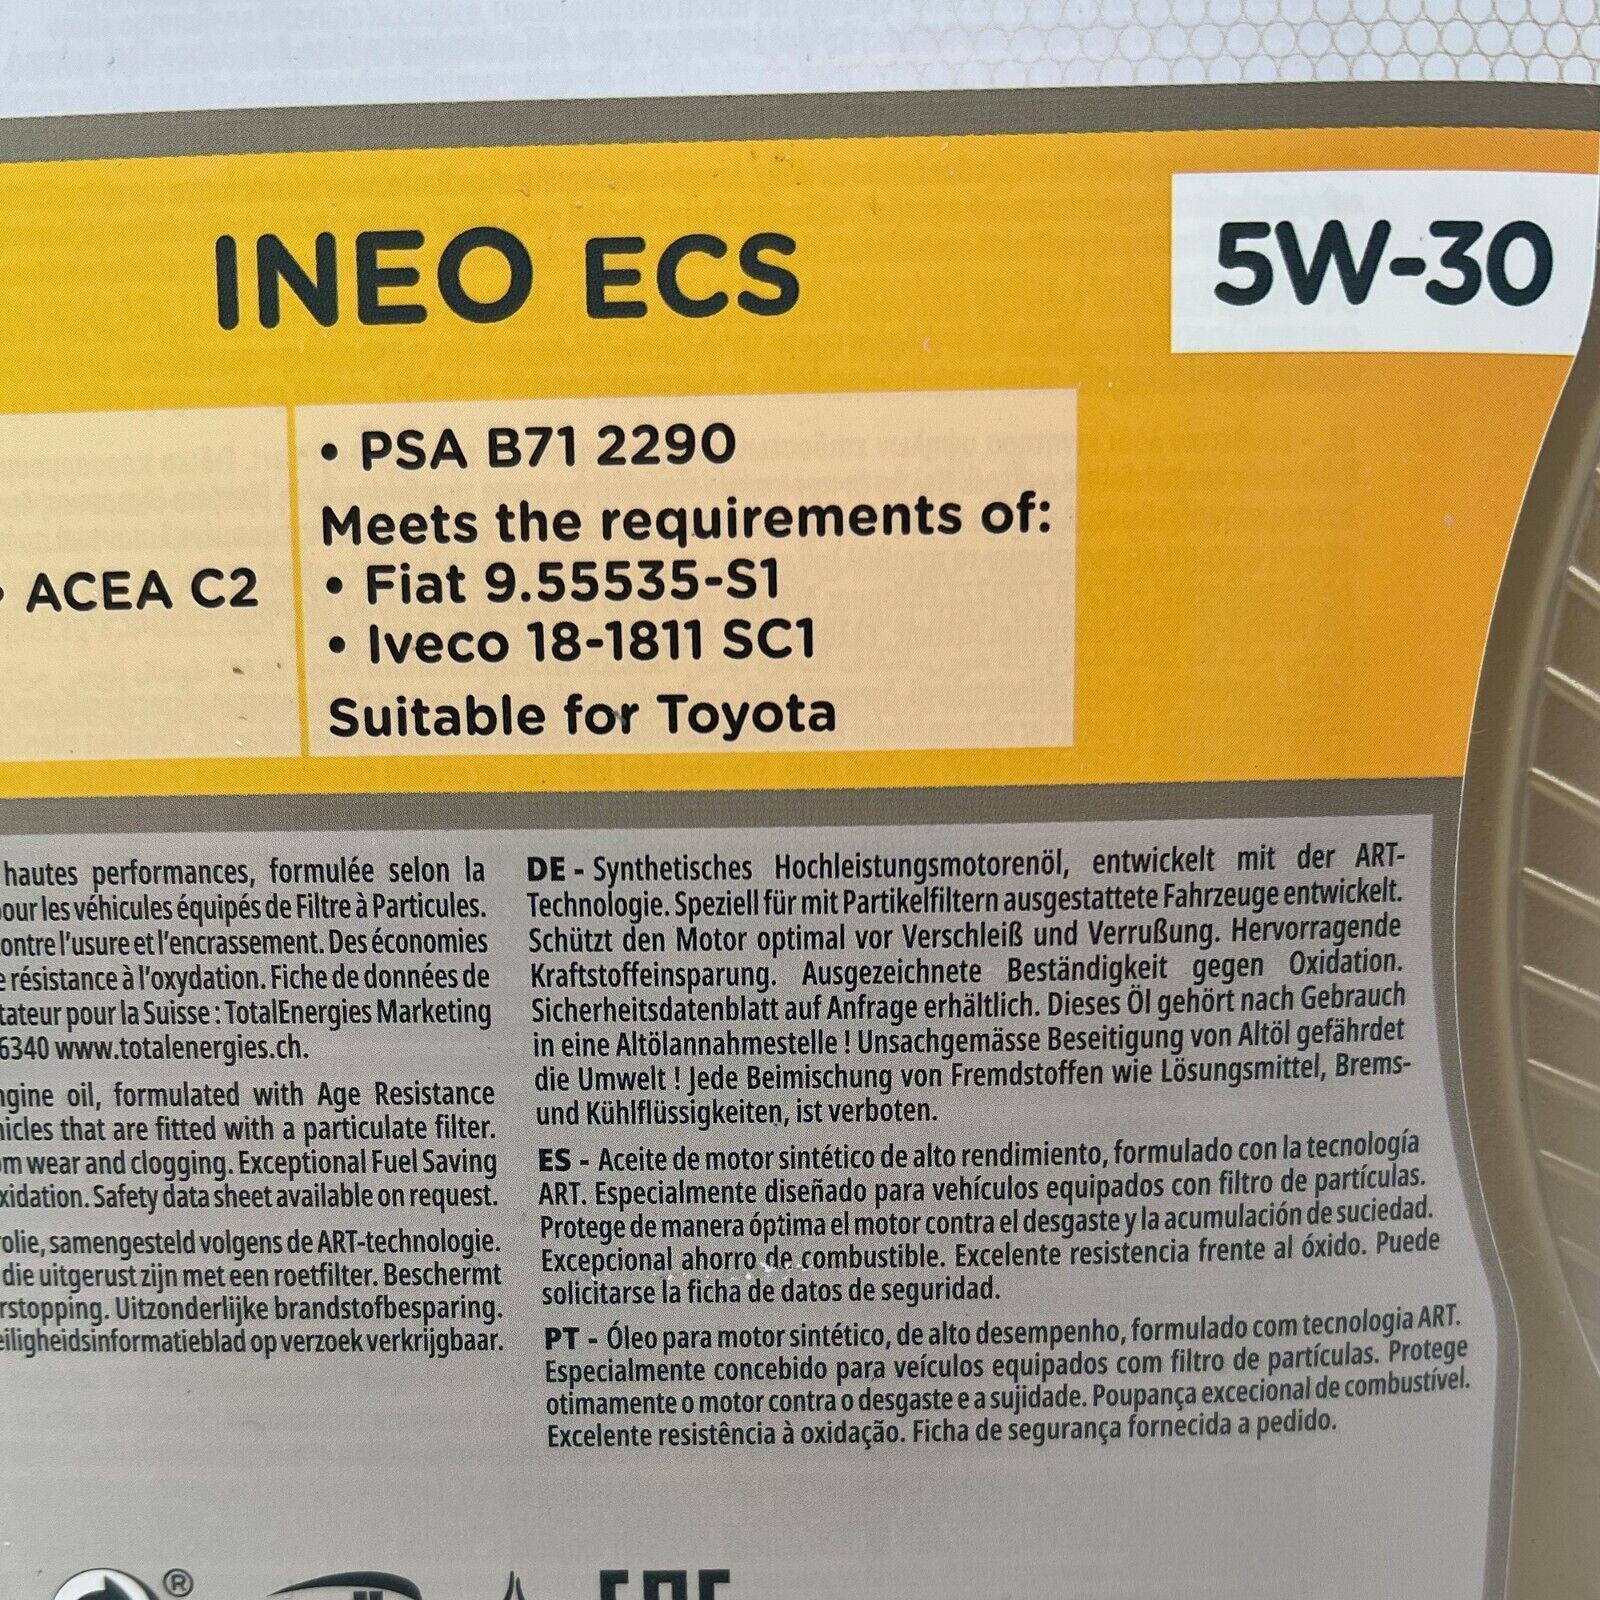 INEO ECS
5W-30
• ACEA C2
• PSA B71 2290
Meets the requirements of:
• Fiat 9.55535-S1
• Iveco 18-1811 SC1
Suitable for Toyota
hautes performances, formulée selon la
pour les véhicules équipés de Filtre à Particules.
contre l'usure et l'encrassement. Des économies
résistance à l'oxydation. Fiche de données de
pour la Suisse : TotalEnergies Marketing
6340 www.totalenergies.ch.
engine oil, formulated with Age Resistance
that are fitted with a particulate filter.
wear and clogging. Exceptional Fuel Saving
oxidation. Safety data sheet available on request.
samengesteld volgens de ART-technologie.
die uitgerust zijn met een roetfilter. Beschermt
Uitzonderlijke brandstofbesparing.
op verzoek verkrijgbaar.
DE - Synthetisches Hochleistungsmotorenöl, entwickelt mit der ART-
Technologie. Speziell für mit Partikelfiltern ausgestattete Fahrzeuge entwickelt.
Schützt den Motor optimal vor Verschleiß und Verrußung. Hervorragende
Kraftstoffeinsparung. Ausgezeichnete Beständigkeit gegen Oxidation.
Sicherheitsdatenblatt auf Anfrage erhältlich. Dieses Öl gehört nach Gebrauch
in eine Altölannahmestelle ! Unsachgemässe Beseitigung von Altöl gefährdet
die Umwelt ! Jede Beimischung von Fremdstoffen wie Lösungsmittel, Brems-
und Kühlflüssigkeiten, ist verboten.
ES - Aceite de motor sintético de alto rendimiento, formulado con la tecnología
ART. Especialmente diseñado para vehículos equipados con filtro de partículas.
Protege de manera óptima el motor contra el desgaste y la acumulación de suciedad.
Excepcional ahorro de combustible. Excelente resistencia frente al óxido. Puede
solicitarse la ficha de datos de seguridad.
PT - Óleo para motor sintético, de alto desempenho, formulado com tecnologia ART.
Especialmente concebido para veículos equipados com filtro de partículas. Protege
otimamente o motor contra o desgaste e a sujidade. Poupança excecional de combustível.
Excelente resistência à oxidação. Ficha de segurança fornecida a pedido.
®